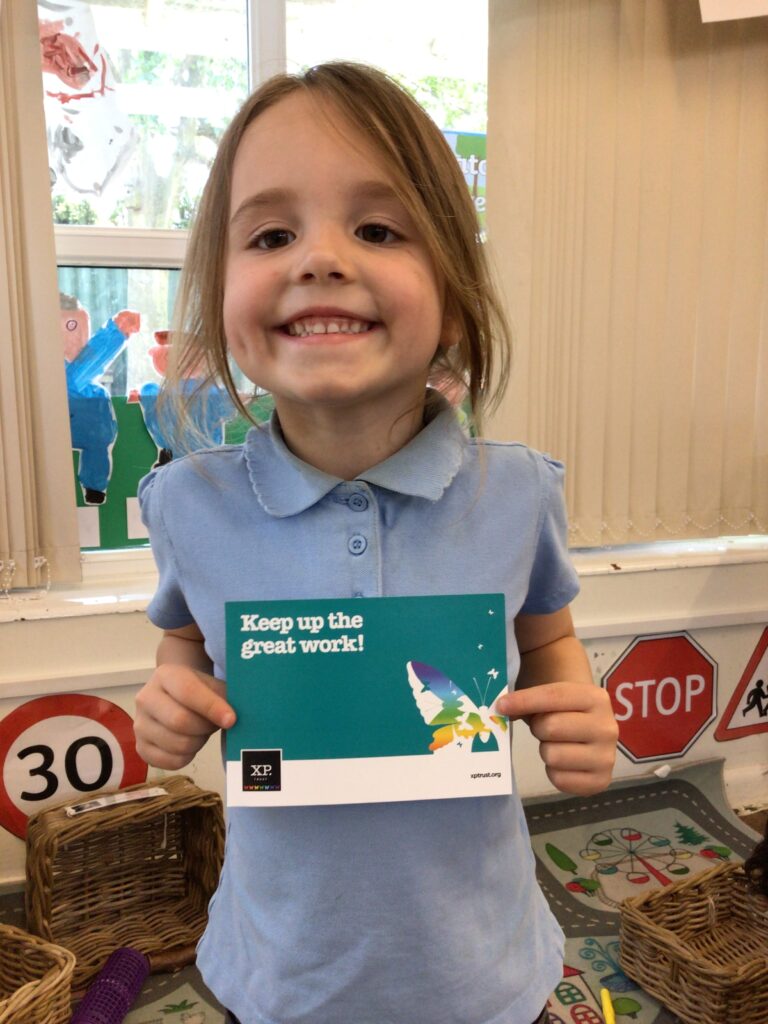 Keep up the
great work!
XP.
TRUST
xptrust.org
30
STOP